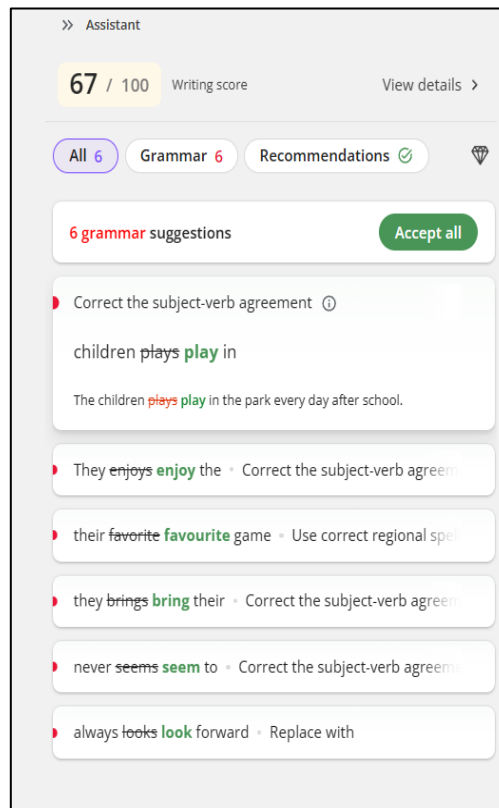 Assistant
67 / 100 Writing score View details
All 6 Grammar 6 Recommendations
6 grammar suggestions Accept all
Correct the subject-verb agreement
children plays play in
The children plays play in the park every day after school.
They enjoys enjoy the • Correct the subject-verb agreem
their favorite favourite game • Use correct regional spel
they brings bring their • Correct the subject-verb agreem
never seems seem to • Correct the subject-verb agreem
always looks look forward • Replace with